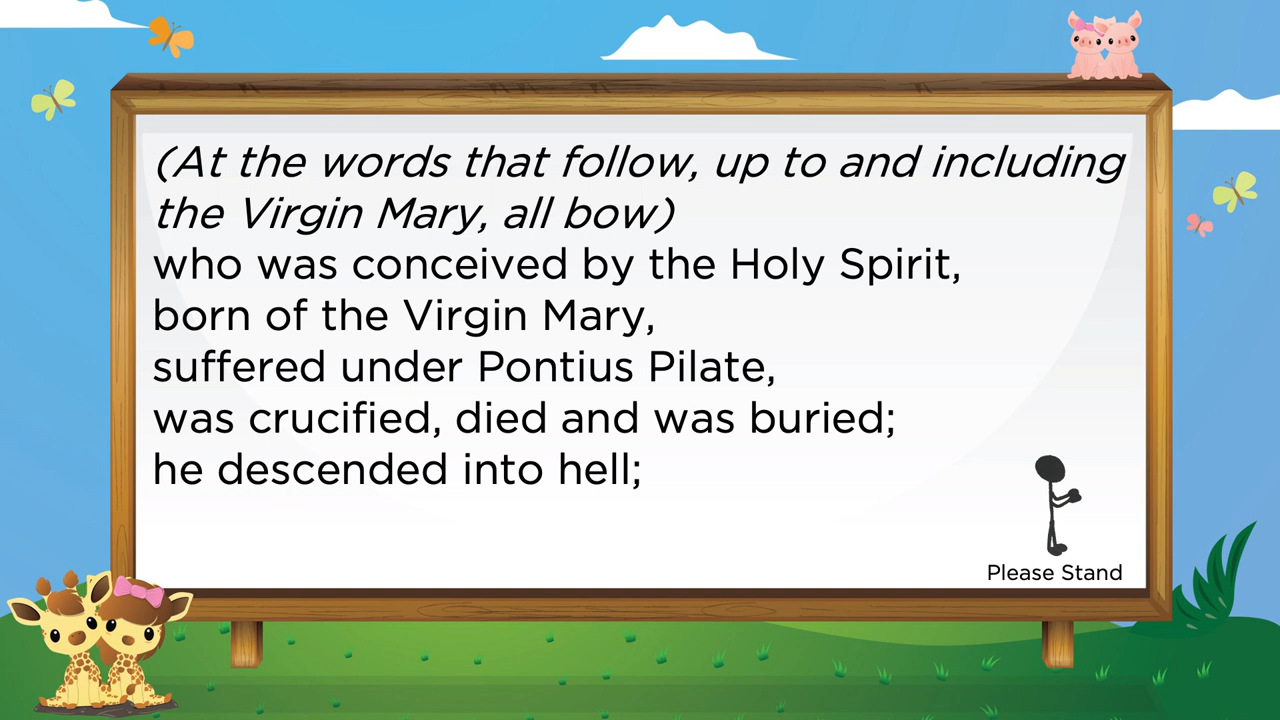 (At the words that follow, up to and including
the Virgin Mary, all bow)
who was conceived by the Holy Spirit,
born of the Virgin Mary,
suffered under Pontius Pilate,
was crucified, died and was buried;
he descended into hell;
Please Stand